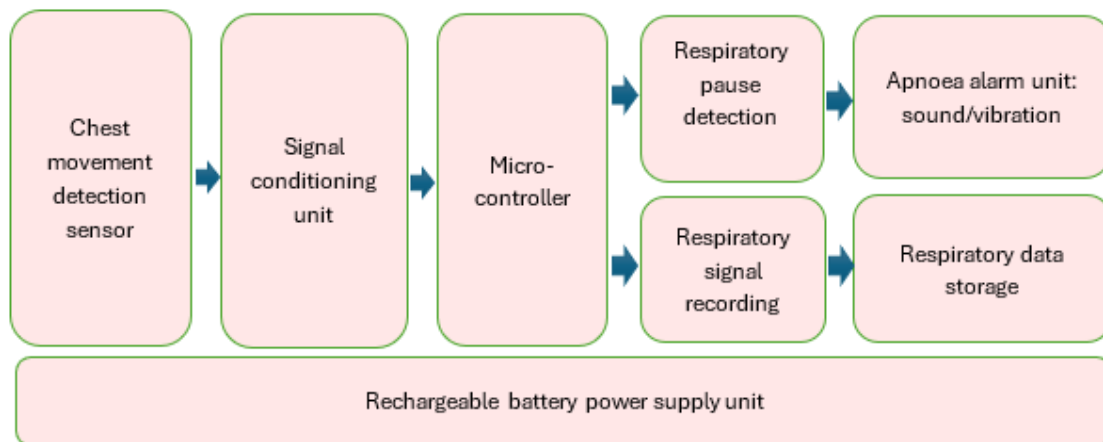 Chest
movement
detection
sensor
Signal
conditioning
unit
Micro-
controller
Respiratory
pause
detection
Apnoea alarm unit:
sound/vibration
Respiratory
signal
recording
Respiratory data
storage
Rechargeable battery power supply unit